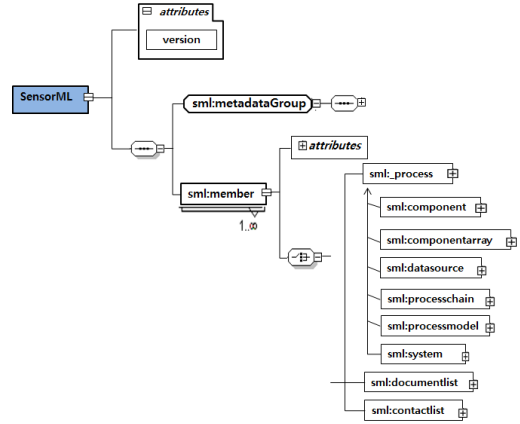 attributes
version
SensorML
sml:metadataGroup
attributes
sml:_process
sml:member
sml:component
1..∞
sml:componentarray
sml:datasource
sml:processchain
sml:processmodel
sml:system
sml:documentlist
sml:contactlist